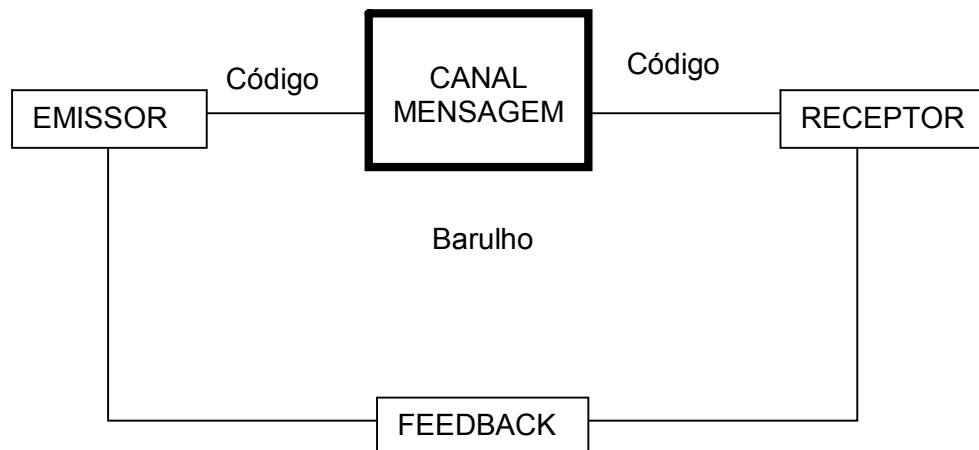 Código
CANAL
MENSAGEM
Código
EMISSOR
RECEPTOR
Barulho
FEEDBACK